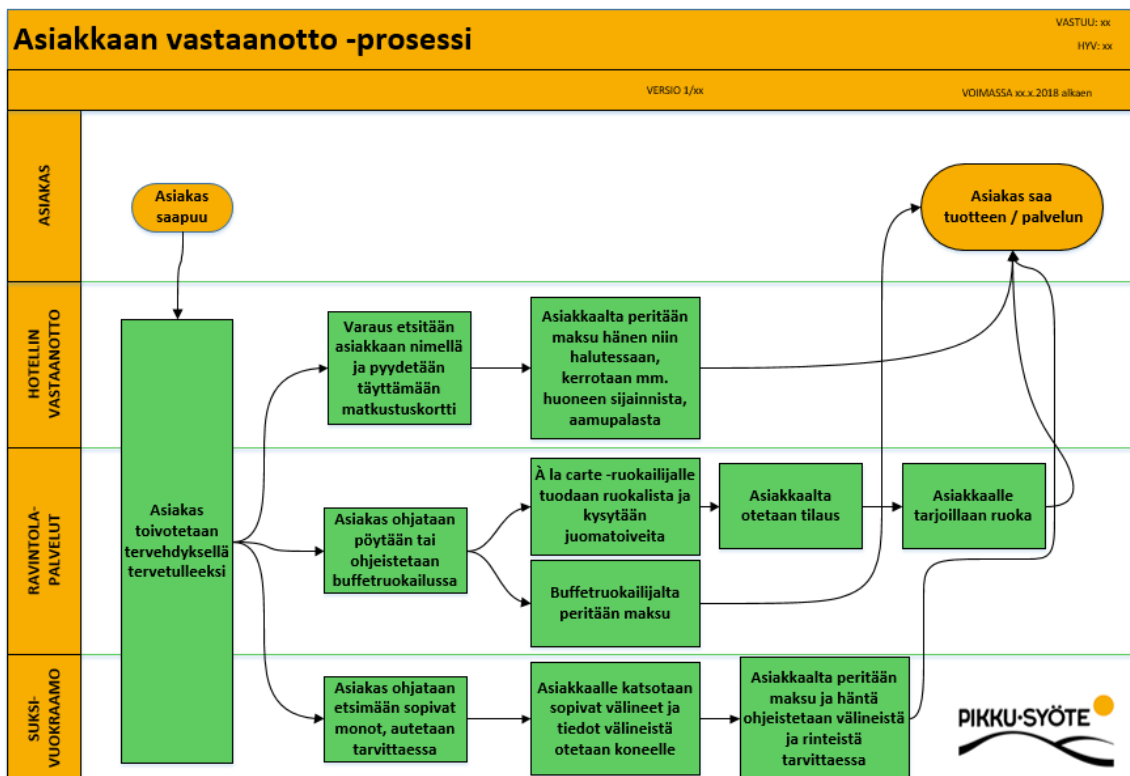 Asiakkaan vastaanotto -prosessi
VASTUU: xx
HYV: xx
VERSIO 1/xx
VOIMASSA xx.x.2018 alkaen
ASIAKAS
Asiakas
saapuu
Asiakas saa
tuotteen / palvelun
HOTELLIN
VASTAANOTTO
Varaus etsitään
asiakkaan nimellä
ja pyydetään
täyttämään
matkustuskortti
Asiakkaalta peritään
maksu hänen niin
halutessaan,
kerrotaan mm.
huoneen sijainnista,
aamupalasta
RAVINTOLA-
PALVELUT
Asiakas
toivotetaan
tervehdyksellä
tervetulleeksi
Asiakas ohjataan
pöytään tai
ohjeistetaan
buffetruokailussa
À la carte -ruokailijalle
tuodaan ruokalista ja
kysytään
juomatoiveita
Asiakkaalta
otetaan tilaus
Asiakkaalle
tarjoillaan ruoka
Buffetruokailijalta
peritään maksu
SUKSI-
VUOKRAAMO
Asiakas ohjataan
etsimään sopivat
monot, autetaan
tarvittaessa
Asiakkaalle katsotaan
sopivat välineet ja
tiedot välineistä
otetaan koneelle
Asiakkaalta peritään
maksu ja häntä
ohjeistetaan välineistä
ja rinteistä
tarvittaessa
PIKKU-SYÖTE